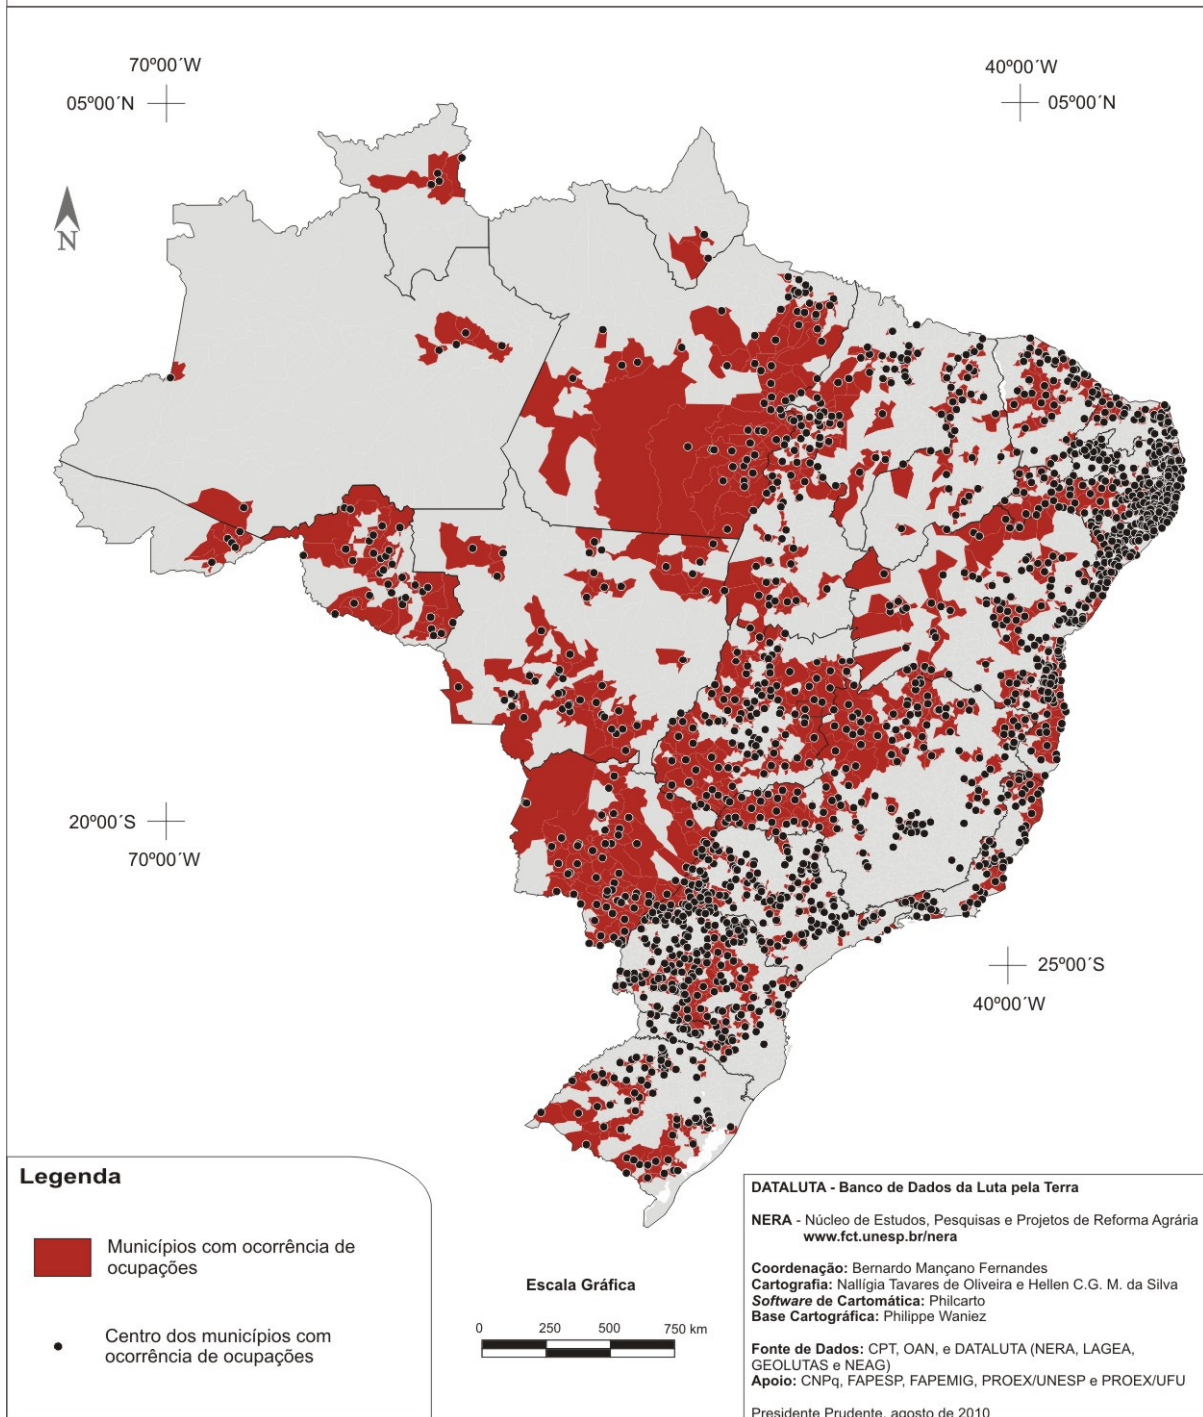 70º00´W
40º00´W
05º00´N
05º00´N
N
20º00´S
70º00´W
25º00´S
40º00´W
Legenda
Municípios com ocorrência de
ocupações
Centro dos municípios com
ocorrência de ocupações
Escala Gráfica
0 250 500 750 km
DATALUTA - Banco de Dados da Luta pela Terra
NERA - Núcleo de Estudos, Pesquisas e Projetos de Reforma Agrária
www.fct.unesp.br/nera
Coordenação: Bernardo Mançano Fernandes
Cartografia: Nallígia Tavares de Oliveira e Hellen C.G. M. da Silva
Software de Cartomática: Philcarto
Base Cartográfica: Philippe Waniez
Fonte de Dados: CPT, OAN, e DATALUTA (NERA, LAGEA,
GEOLUTAS e NEAG)
Apoio: CNPq, FAPESP, FAPEMIG, PROEX/UNESP e PROEX/UFU
Presidente Prudente, agosto de 2010